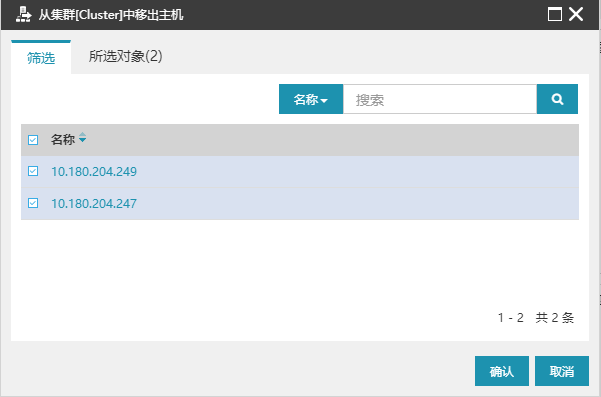 从集群[Cluster]中移出主机
筛选 所选对象(2)
名称 搜索
名称
10.180.204.249
10.180.204.247
1 - 2 共 2 条
确认 取消